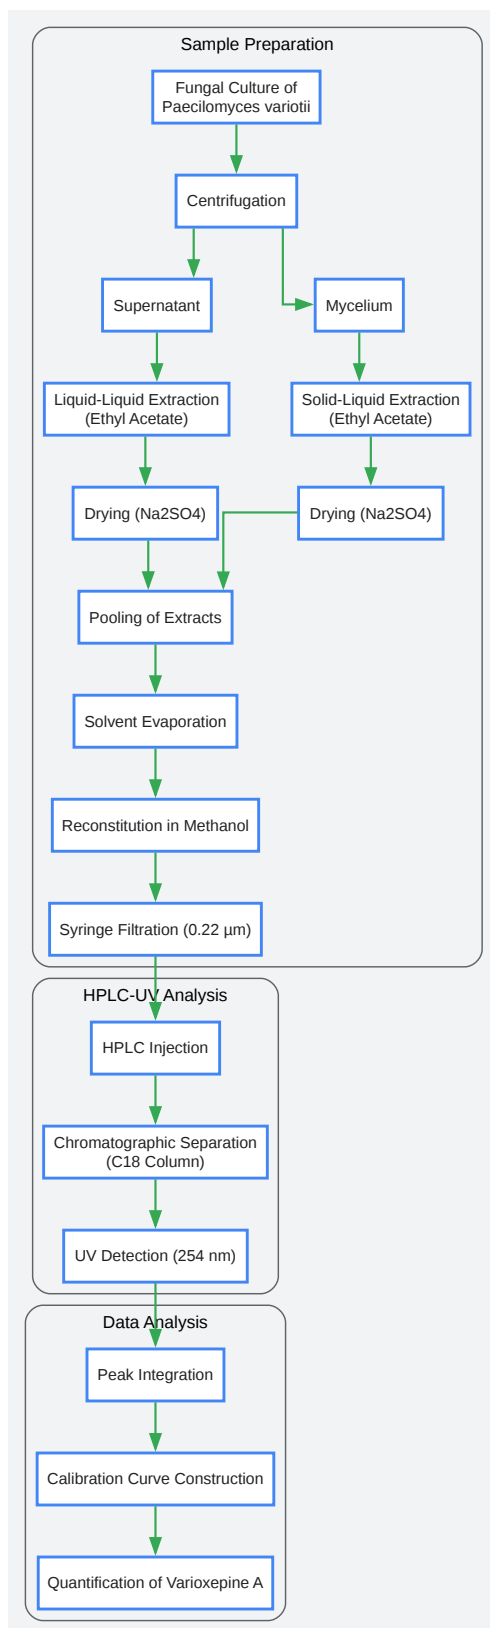 Sample Preparation
Fungal Culture of
Paecilomyces variotii
Centrifugation
Supernatant
Mycelium
Liquid-Liquid Extraction
(Ethyl Acetate)
Solid-Liquid Extraction
(Ethyl Acetate)
Drying (Na2SO4)
Drying (Na2SO4)
Pooling of Extracts
Solvent Evaporation
Reconstitution in Methanol
Syringe Filtration (0.22 µm)
HPLC-UV Analysis
HPLC Injection
Chromatographic Separation
(C18 Column)
UV Detection (254 nm)
Data Analysis
Peak Integration
Calibration Curve Construction
Quantification of Varioxepine A